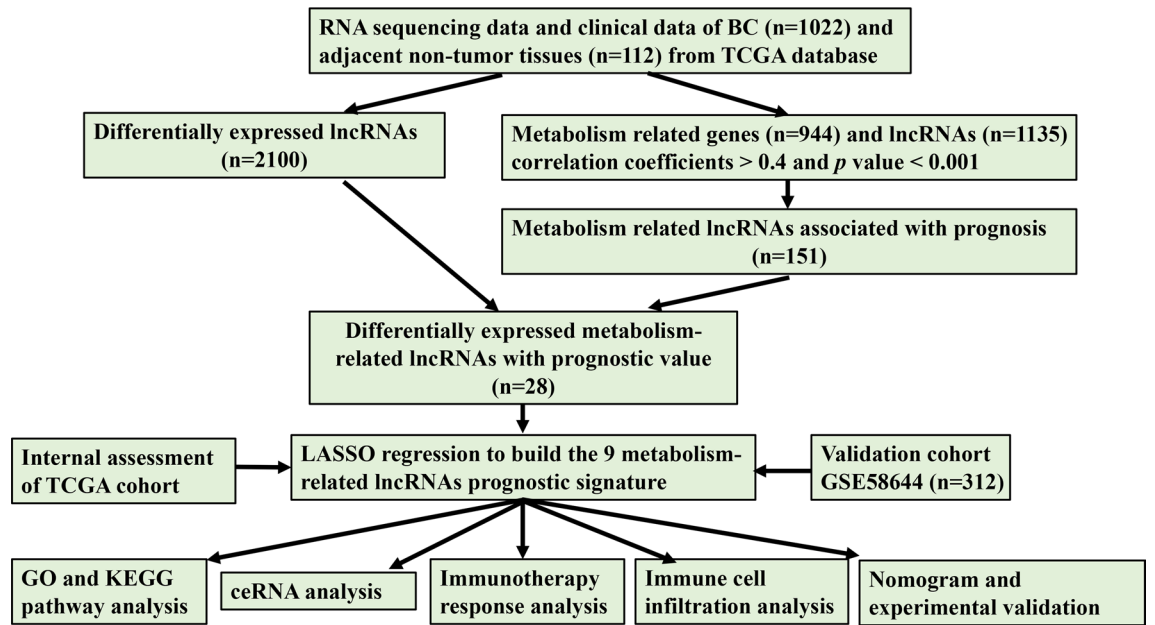 RNA sequencing data and clinical data of BC (n=1022) and
adjacent non-tumor tissues (n=112) from TCGA database
Differentially expressed lncRNAs
(n=2100)
Metabolism related genes (n=944) and lncRNAs (n=1135)
correlation coefficients > 0.4 and p value < 0.001
Metabolism related lncRNAs associated with prognosis
(n=151)
Differentially expressed metabolism-
related lncRNAs with prognostic value
(n=28)
Internal assessment
of TCGA cohort
LASSO regression to build the 9 metabolism-
related lncRNAs prognostic signature
Validation cohort
GSE58644 (n=312)
GO and KEGG
pathway analysis
ceRNA analysis
Immunotherapy
response analysis
Immune cell
infiltration analysis
Nomogram and
experimental validation